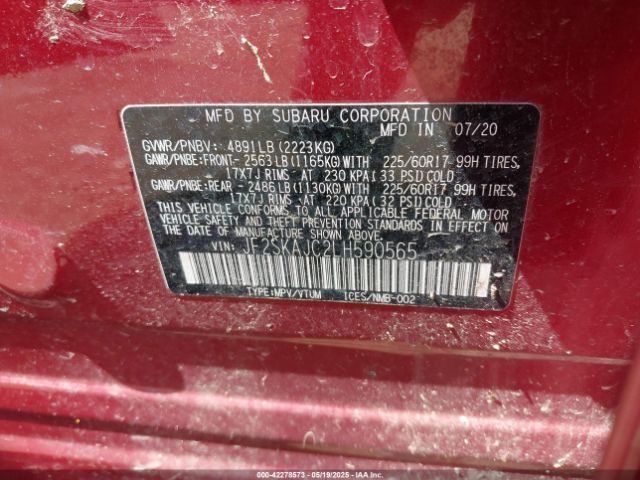 MFD BY SUBARU CORPORATION
MFD IN 07/20
GVWR/PNBV: 4891LB(2223KG)
GAWR/PNBE:FRONT- 2563LB(1165KG)WITH 225/60R17-99H TIRES,
17X7J RIMS AT 230 KPA(33 PSI)COLD
GAWR/PNBE:REAR - 2486LB(1130KG)WITH 225/60R17-99H TIRES,
17X7J RIMS AT 220 KPA(32 PSI)COLD
THIS VEHICLE CONFORMS TO ALL APPLICABLE FEDERAL MOTOR
VEHICLE SAFETY AND THEFT PREVENTION STANDARDS IN EFFECT ON
THE DATE OF MANUFACTURE SHOWN ABOVE.
VIN: JF2SKAJC2LH590565
TYPE:MPV/VTUM ICES/NMB-002
000-42278573 - 05/19/2025 - IAA INC.